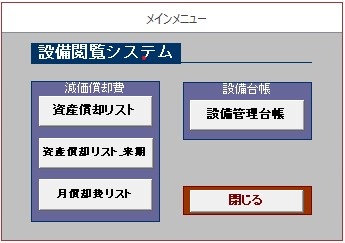 メインメニュー
設備閲覧システム
減価償却費
資産償却リスト
資産償却リスト_来期
月償却費リスト
設備台帳
設備管理台帳
閉じる